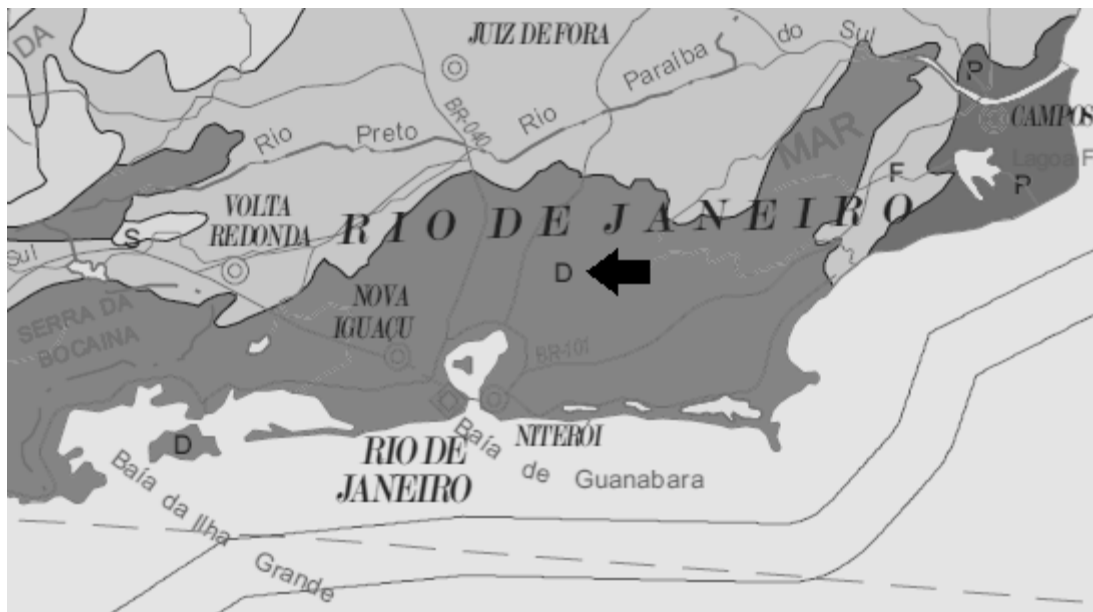 DA
JUIZ DE FORA
Paraíba do Sul
BR-040
Rio Preto
Rio
P
CAMPOS
MAR
Lagoa F
F
P
VOLTA
REDONDA
S
Sul
RIO DE JANEIRO
D
NOVA
IGUAÇU
SERRA DA
BOCAINA
BR-101
D
RIO DE
JANEIRO
NITERÓI
Baía de Guanabara
Baía da Ilha Grande